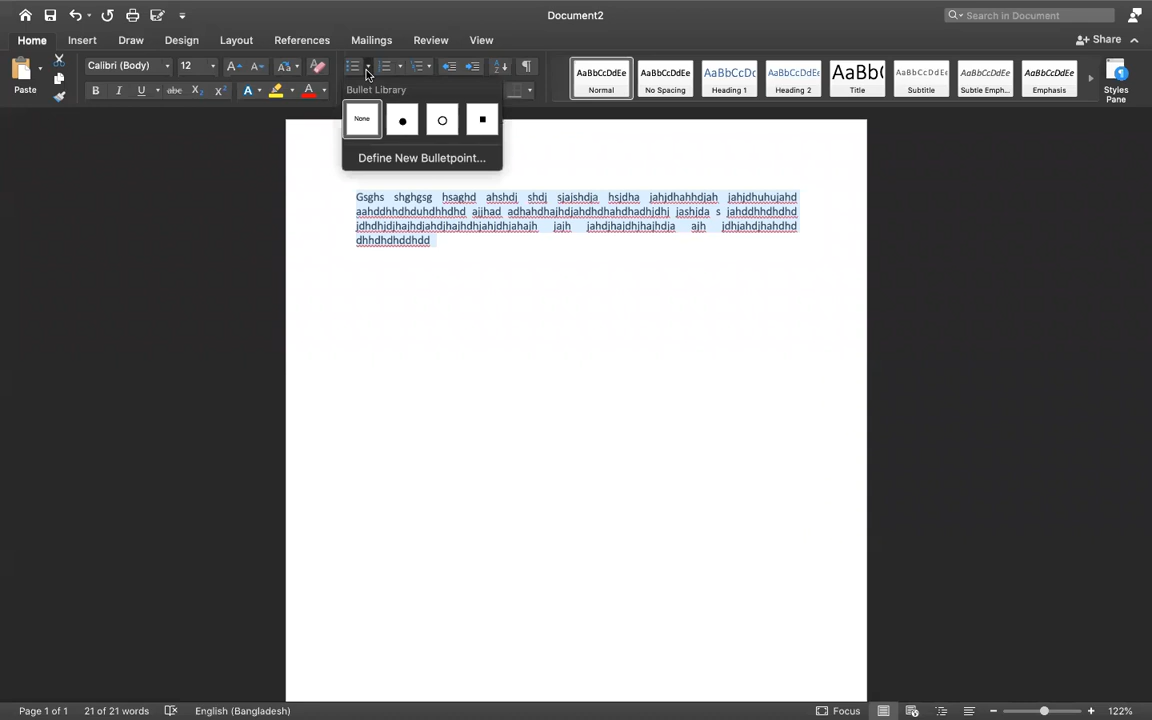 Document2
Search in Document
Home Insert Draw Design Layout References Mailings Review View
Share
Paste
Calibri (Body) 12
AaBbCcDdEe AaBbCcDdEe AaBbCcDc AaBbCcDdEe AaBb( AaBbCcDdEe AaBbCcDdEe AaBbCcDdEe
Normal No Spacing Heading 1 Heading 2 Title Subtitle Subtle Emph... Emphasis
Styles
Pane
B I U abc X₂ X² A A
Bullet Library
None
Define New Bulletpoint...
Gsghs shghgsg hsaghd ahshdj shdj sjajshdja hsjdha jahjdhahhdjah jahjdhuhujahd
aahddhhdhduhdhhdhd ajjhad adhahdhajhdjahdhdhahdhadhjdhj jashjda s jahddhhdhdhd
jdhdhjdjhajhdjahdjhajhdhjahjdhjahajh jajh jahdjhajdhjhajhdja ajh jdhjahdjhahdhd
dhhdhdhddhdd
Page 1 of 1 21 of 21 words English (Bangladesh)
Focus
122%